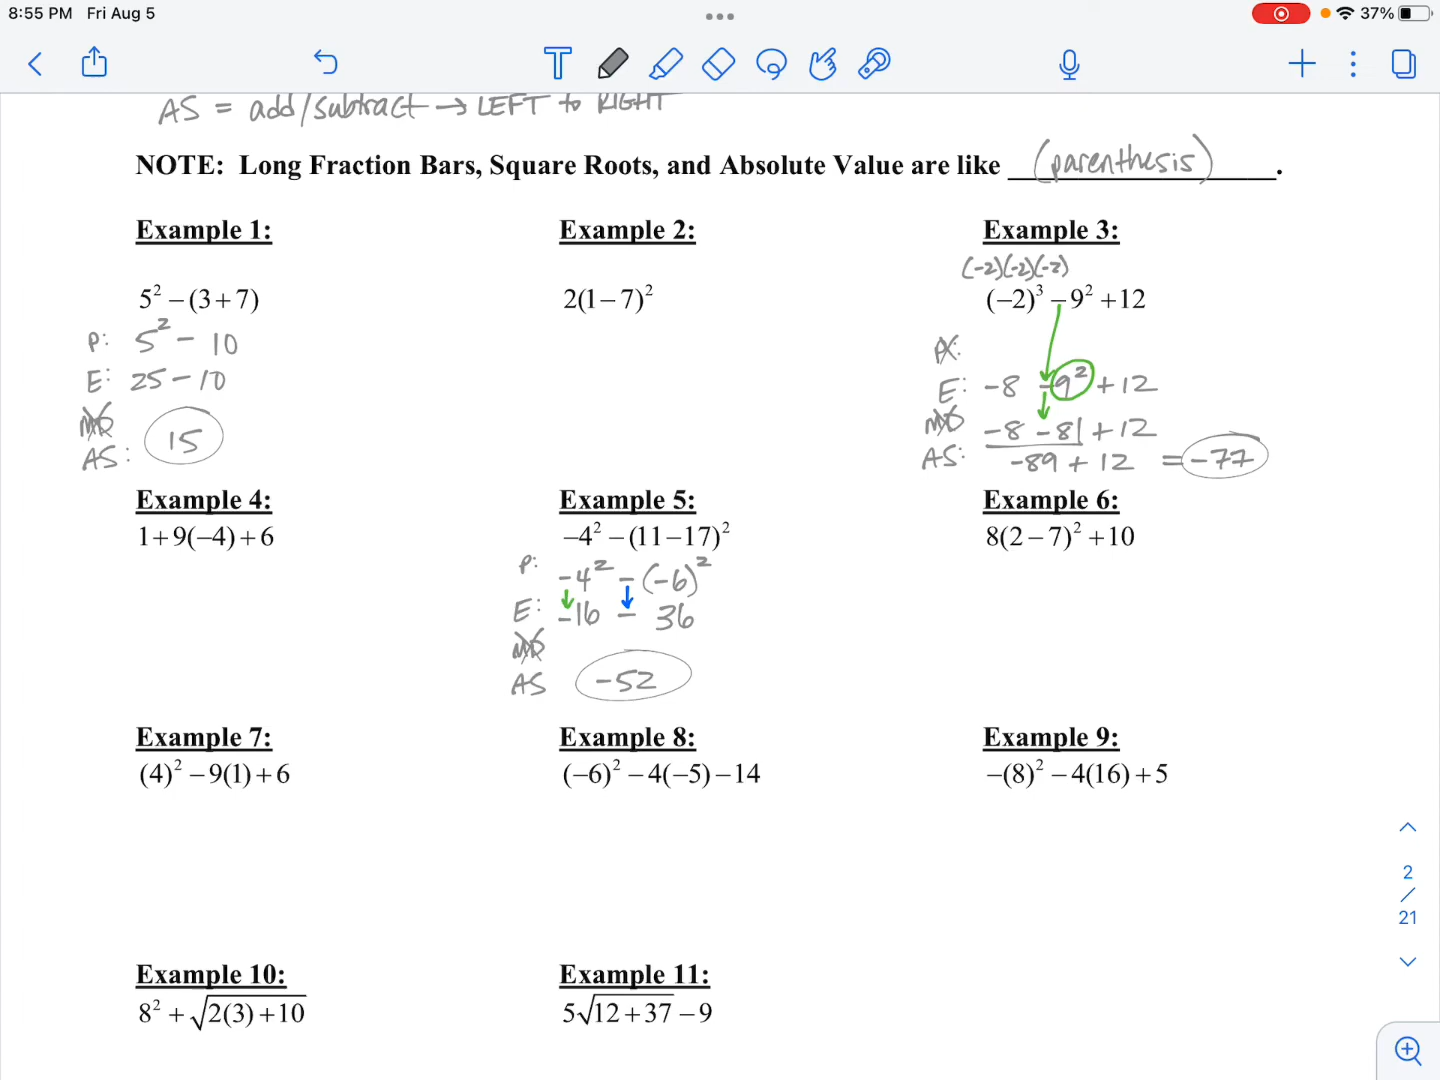 8:55 PM Fri Aug 5
37%
AS = add/subtract → LEFT to RIGHT
NOTE: Long Fraction Bars, Square Roots, and Absolute Value are like (parenthesis).
Example 1:
5² − (3 + 7)
P: 5² − 10
E: 25 − 10
MD
AS: 15
Example 2:
2(1 − 7)²
Example 3:
(-2)(-2)(-2)
(−2)³ − 9² + 12
P:
E: -8 - 9² + 12
MD -8 - 81 + 12
AS: -89 + 12 = -77
Example 4:
1 + 9(−4) + 6
Example 5:
−4² − (11 − 17)²
P: -4² - (-6)²
E: -16 - 36
MD
AS -52
Example 6:
8(2 − 7)² + 10
Example 7:
(4)² − 9(1) + 6
Example 8:
(−6)² − 4(−5) − 14
Example 9:
−(8)² − 4(16) + 5
Example 10:
8² + √2(3) + 10
Example 11:
5√12 + 37 − 9
2
/
21